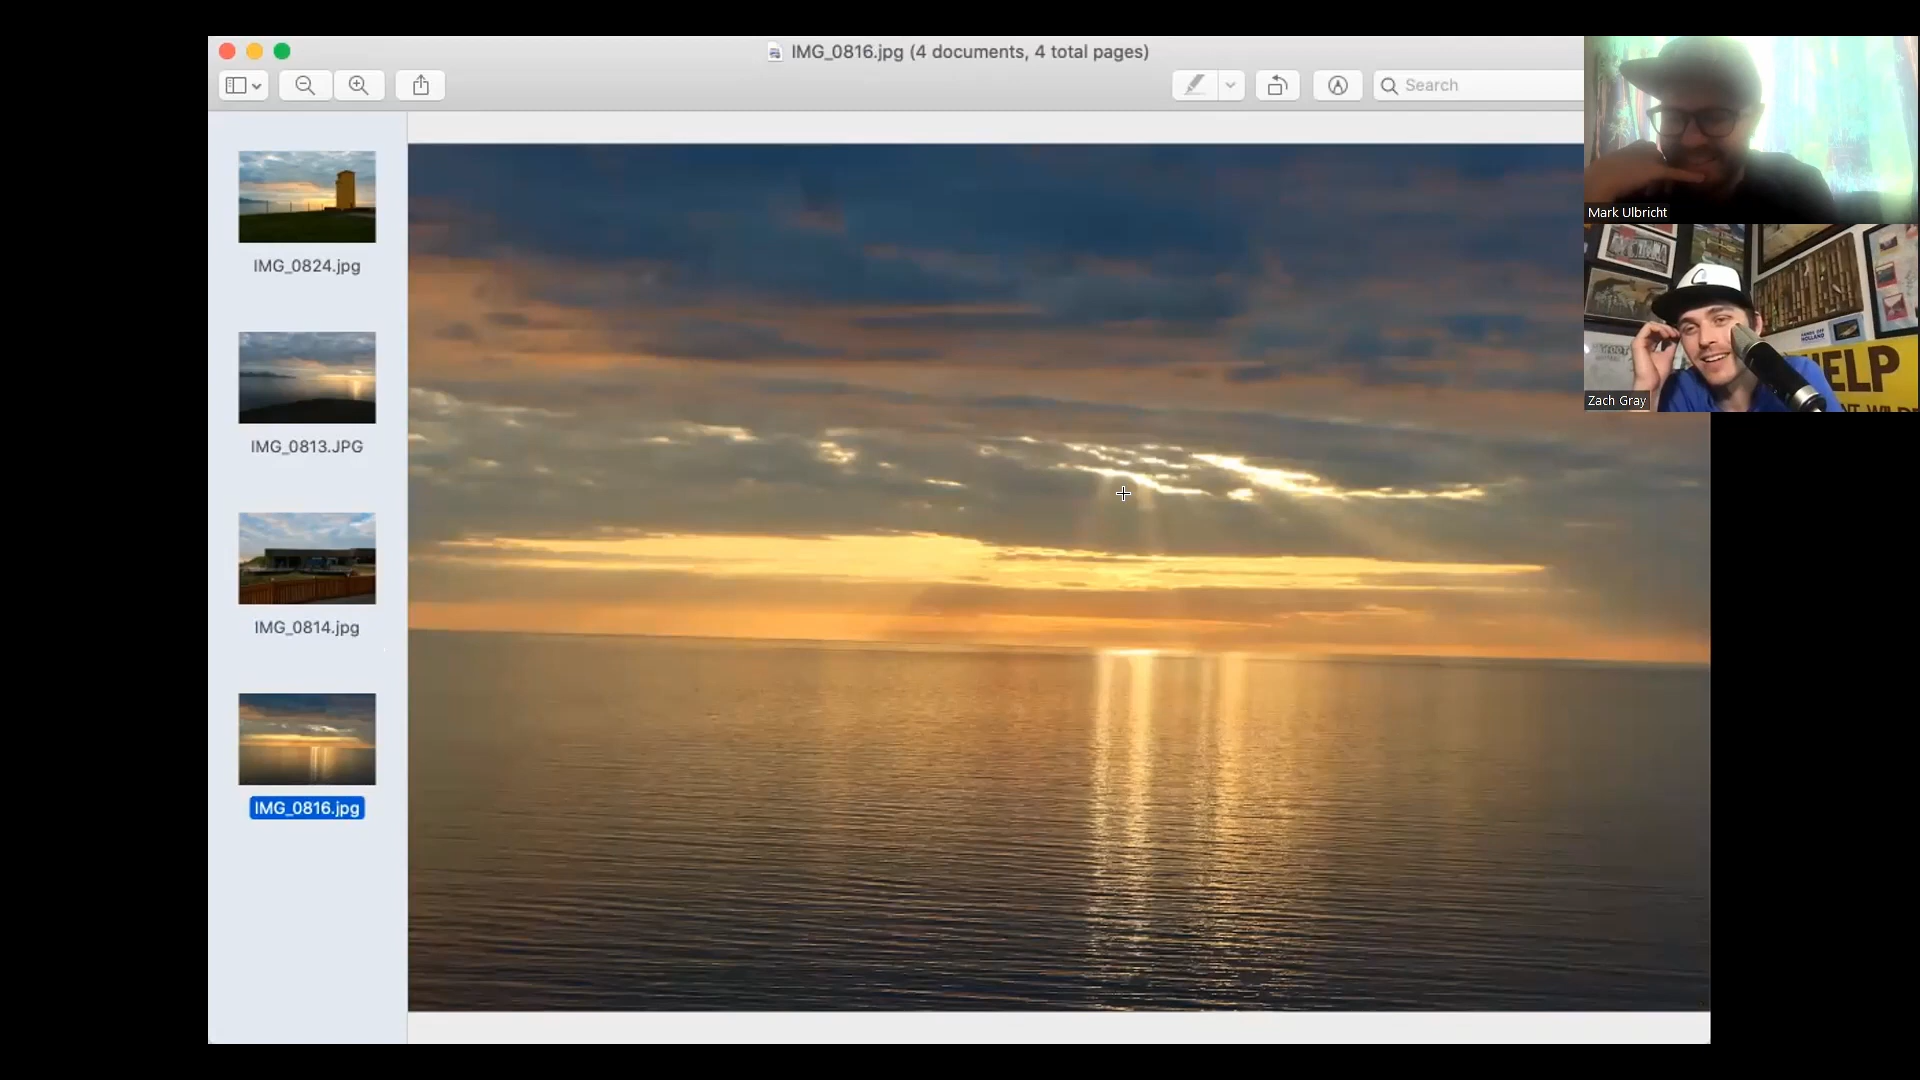 IMG_0816.jpg (4 documents, 4 total pages)
Search
IMG_0824.jpg
IMG_0813.JPG
IMG_0814.jpg
IMG_0816.jpg
Mark Ulbricht
HELP
Zach Gray